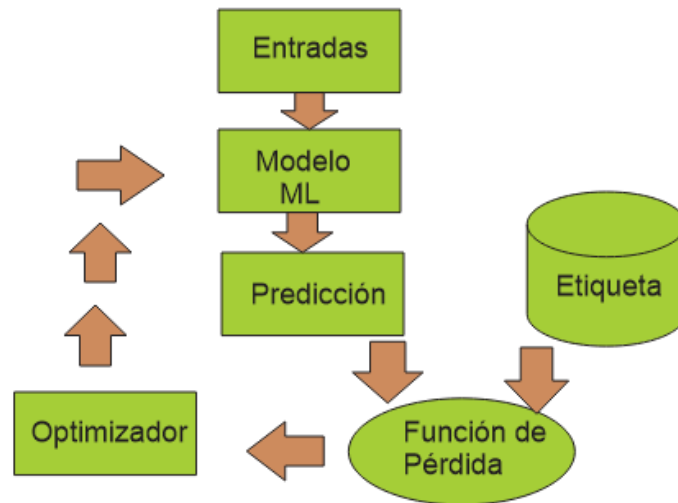 Entradas
Modelo
ML
Predicción
Etiqueta
Optimizador
Función de
Pérdida